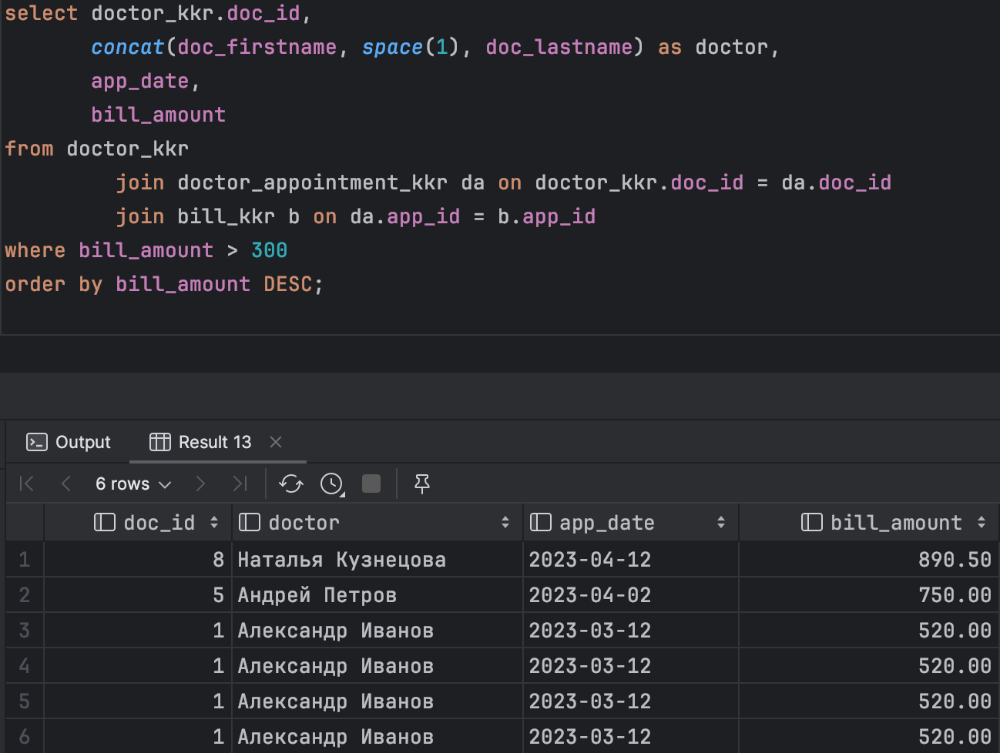 select doctor_kkr.doc_id,
concat(doc_firstname, space(1), doc_lastname) as doctor,
app_date,
bill_amount
from doctor_kkr
join doctor_appointment_kkr da on doctor_kkr.doc_id = da.doc_id
join bill_kkr b on da.app_id = b.app_id
where bill_amount > 300
order by bill_amount DESC;
Output Result 13
6 rows
doc_id doctor app_date bill_amount
1 8 Наталья Кузнецова 2023-04-12 890.50
2 5 Андрей Петров 2023-04-02 750.00
3 1 Александр Иванов 2023-03-12 520.00
4 1 Александр Иванов 2023-03-12 520.00
5 1 Александр Иванов 2023-03-12 520.00
6 1 Александр Иванов 2023-03-12 520.00